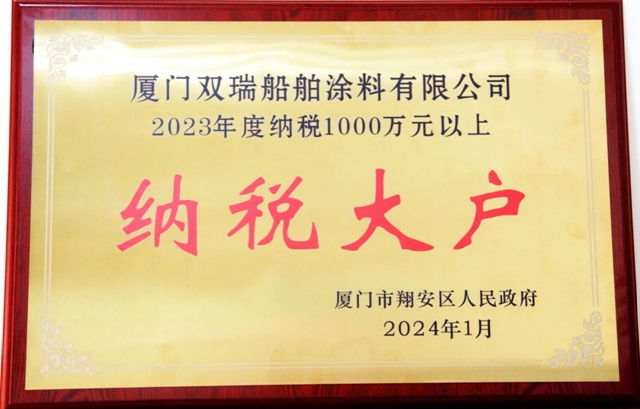 厦门双瑞船舶涂料有限公司
2023年度纳税1000万元以上
纳税大户
厦门市翔安区人民政府
2024年1月